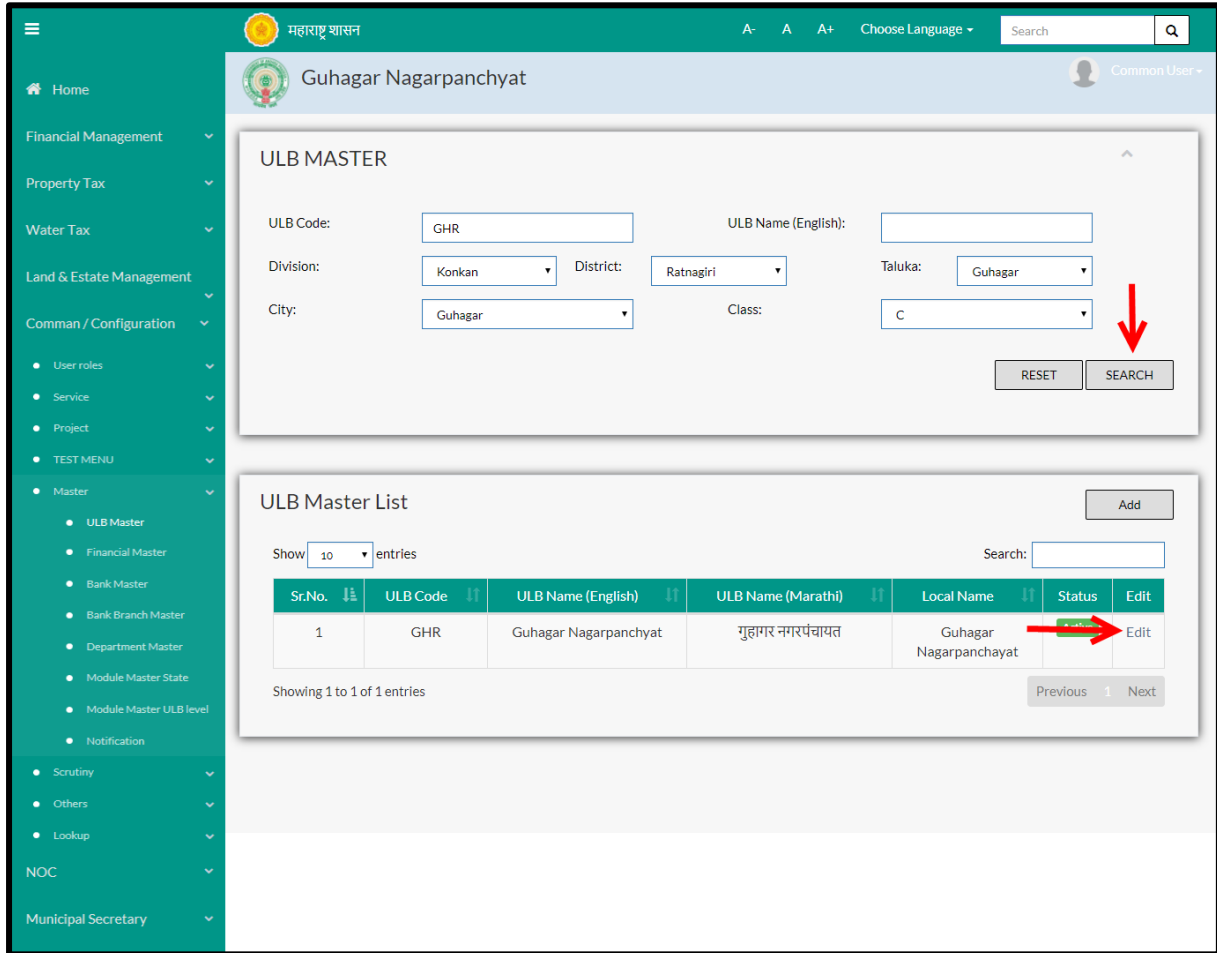 महाराष्ट्र शासन A- A A+ Choose Language Search
Guhagar Nagarpanchyat Common User
Home
Financial Management
Property Tax
Water Tax
Land & Estate Management
Comman / Configuration
User roles
Service
Project
TEST MENU
Master
ULB Master
Financial Master
Bank Master
Bank Branch Master
Department Master
Module Master State
Module Master ULB level
Notification
Scrutiny
Others
Lookup
NOC
Municipal Secretary
ULB MASTER
ULB Code: GHR ULB Name (English):
Division: Konkan District: Ratnagiri Taluka: Guhagar
City: Guhagar Class: C
RESET SEARCH
ULB Master List Add
Show 10 entries Search:
Sr.No. ULB Code ULB Name (English) ULB Name (Marathi) Local Name Status Edit
1 GHR Guhagar Nagarpanchyat गुहागर नगरपंचायत Guhagar Edit
Nagarpanchayat
Showing 1 to 1 of 1 entries Previous 1 Next